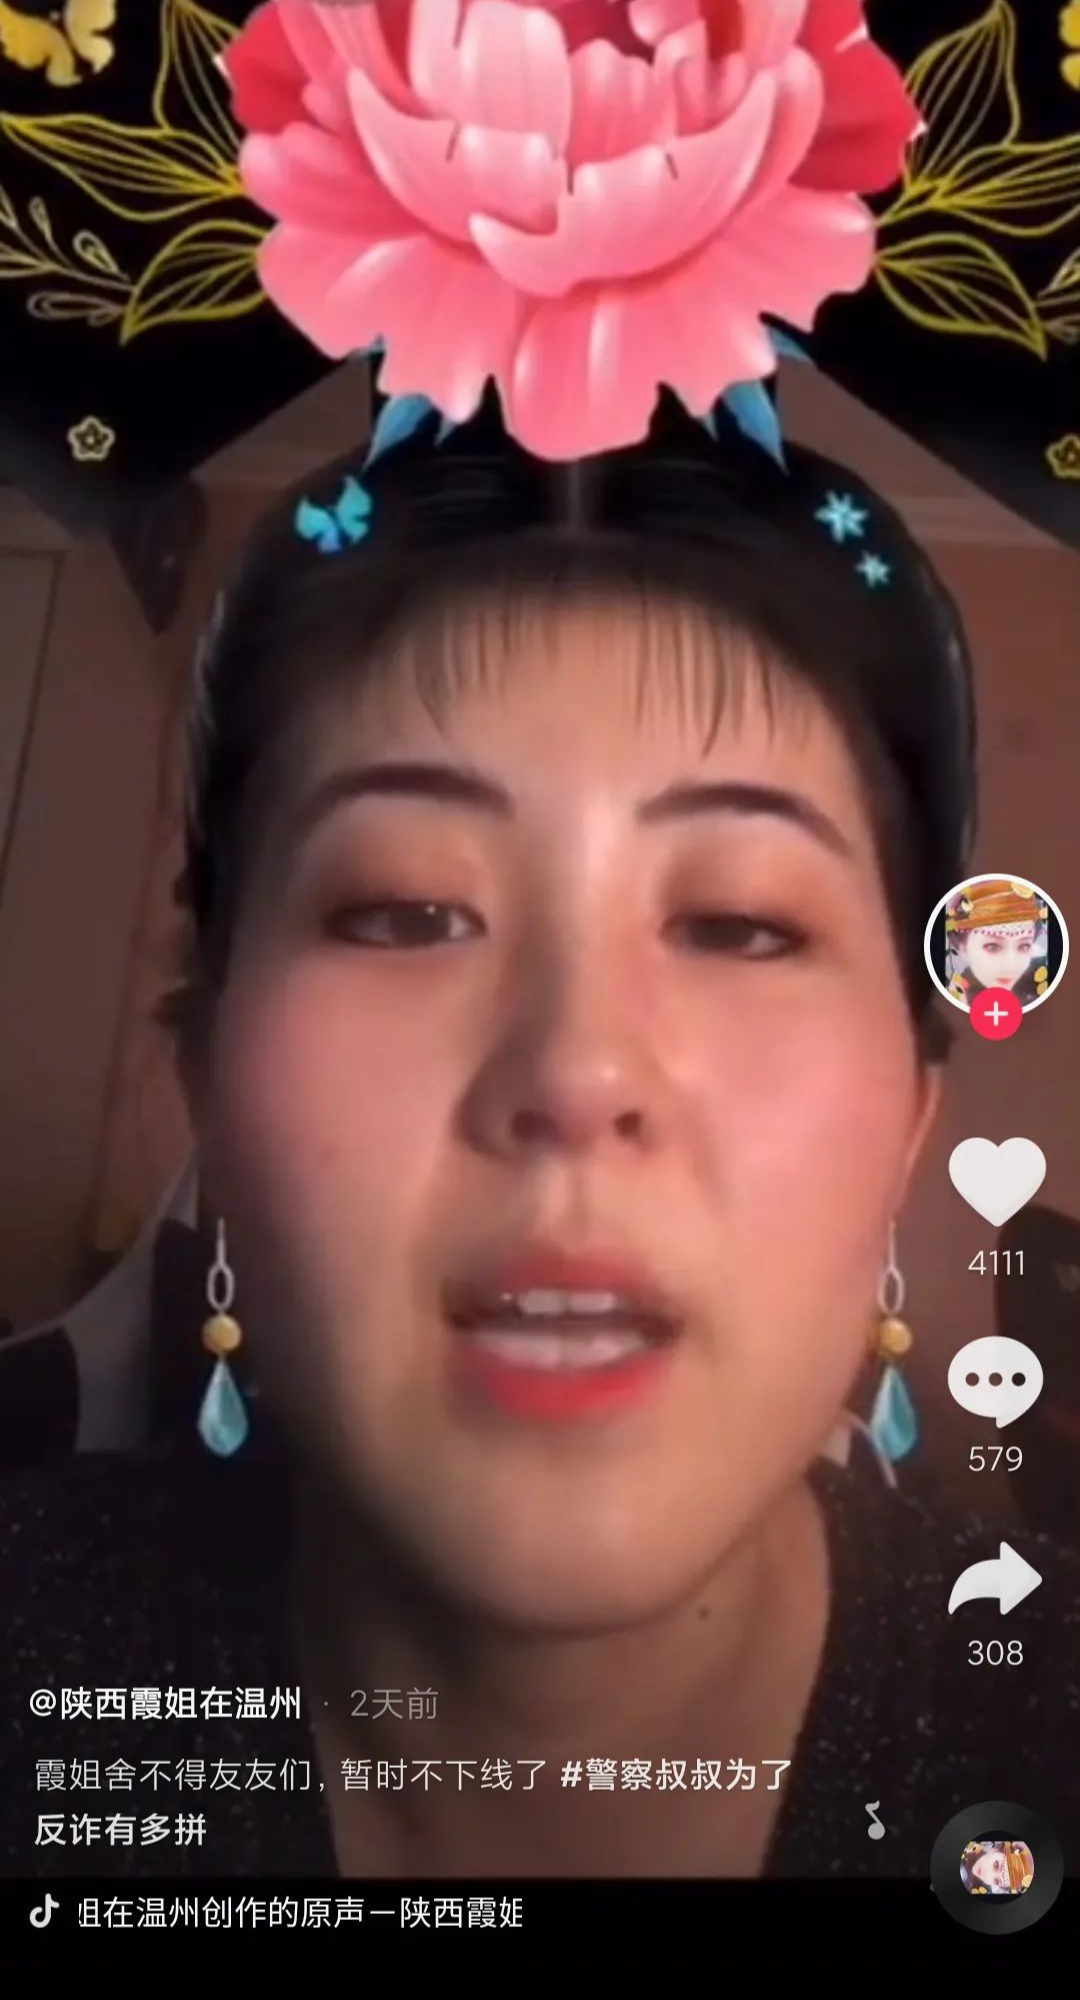 4111
579
308
@陕西霞姐在温州 · 2天前
霞姐舍不得友友们，暂时不下线了 #警察叔叔为了
反诈有多拼
姐在温州创作的原声一陕西霞姐